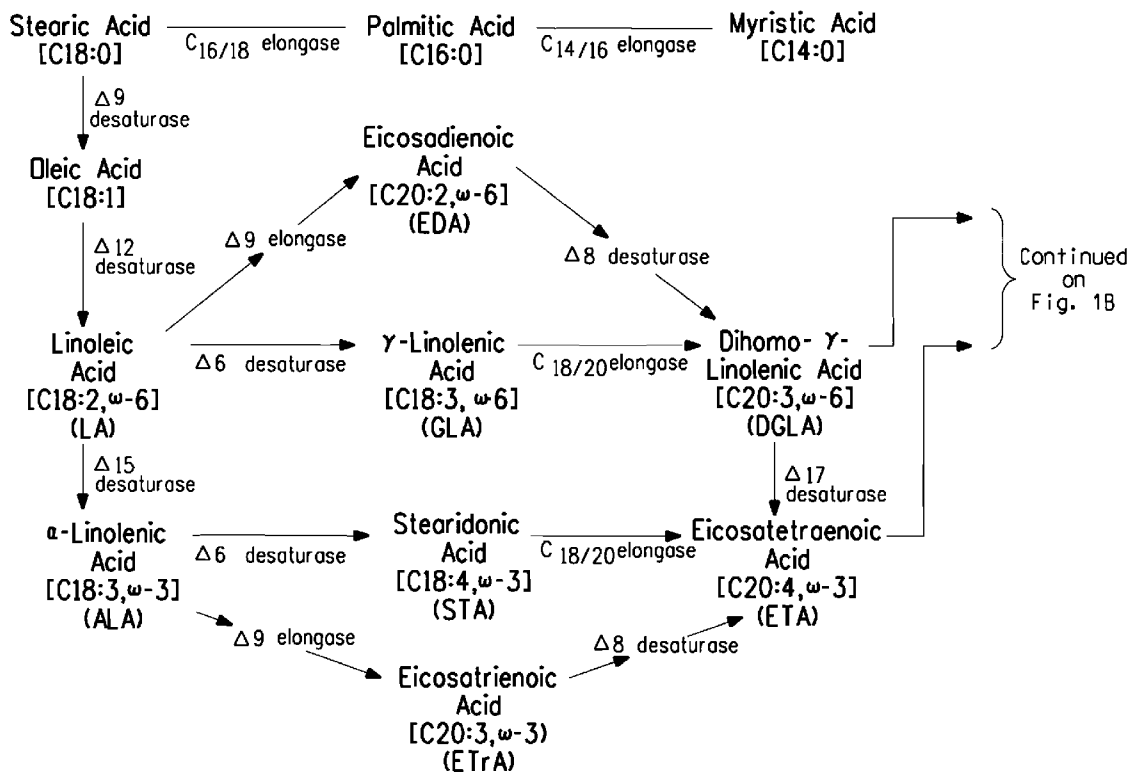 Stearic Acid
[C18:0]
C16/18 elongase
Palmitic Acid
[C16:0]
C14/16 elongase
Myristic Acid
[C14:0]
Δ9
desaturase
Oleic Acid
[C18:1]
Δ12
desaturase
Eicosadienoic
Acid
[C20:2,ω-6]
(EDA)
Δ9 elongase
Δ8 desaturase
Continued
on
Fig. 1B
Linoleic
Acid
[C18:2,ω-6]
(LA)
Δ6 desaturase
γ-Linolenic
Acid
[C18:3, ω-6]
(GLA)
C 18/20 elongase
Dihomo- γ-
Linolenic Acid
[C20:3,ω-6]
(DGLA)
Δ15
desaturase
Δ17
desaturase
α-Linolenic
Acid
[C18:3,ω-3]
(ALA)
Δ6 desaturase
Stearidonic
Acid
[C18:4,ω-3]
(STA)
C 18/20 elongase
Eicosatetraenoic
Acid
[C20:4,ω-3]
(ETA)
Δ9 elongase
Δ8 desaturase
Eicosatrienoic
Acid
[C20:3,ω-3)
(ETrA)